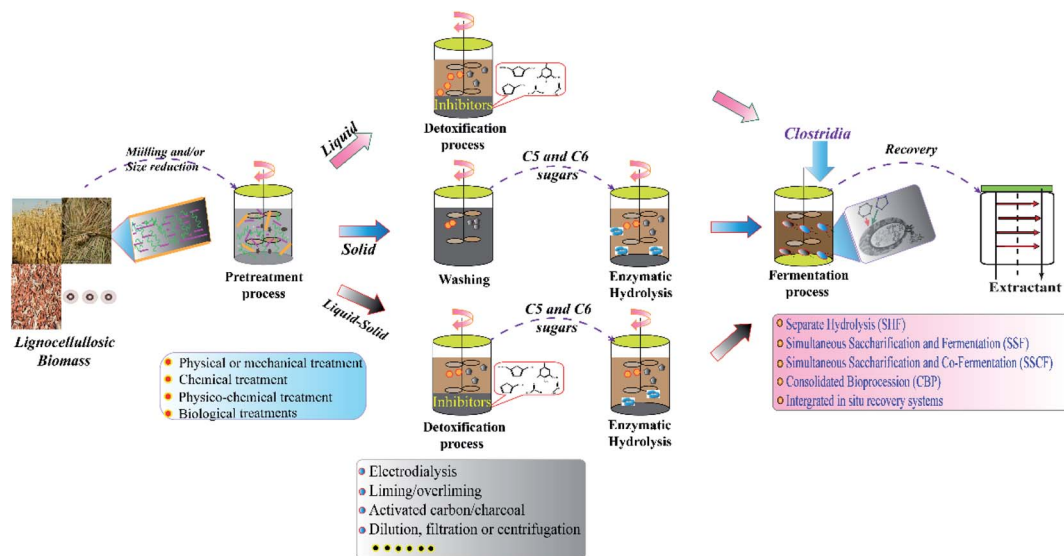 Miilling and/or
Size reduction
Lignocellullosic
Biomass
Pretreatment
process
Physical or mechanical treatment
Chemical treatment
Physico-chemical treatment
Biological treatments
Liquid
Solid
Liquid-Solid
Inhibitors
Detoxification
process
C5 and C6
sugars
Washing
Enzymatic
Hydrolysis
C5 and C6
sugars
Inhibitors
Detoxification
process
Enzymatic
Hydrolysis
Electrodialysis
Liming/overliming
Activated carbon/charcoal
Dilution, filtration or centrifugation
Clostridia
Recovery
Fermentation
process
Extractant
Separate Hydrolysis (SHF)
Simultaneous Saccharification and Fermentation (SSF)
Simultaneous Saccharification and Co-Fermentation (SSCF)
Consolidated Bioprocession (CBP)
Intergrated in situ recovery systems